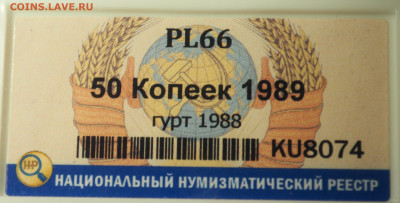 COINS.LAVE.RU
PL66
50 Копеек 1989
гурт 1988
KU8074
НР
НАЦИОНАЛЬНЫЙ НУМИЗМАТИЧЕСКИЙ РЕЕСТР